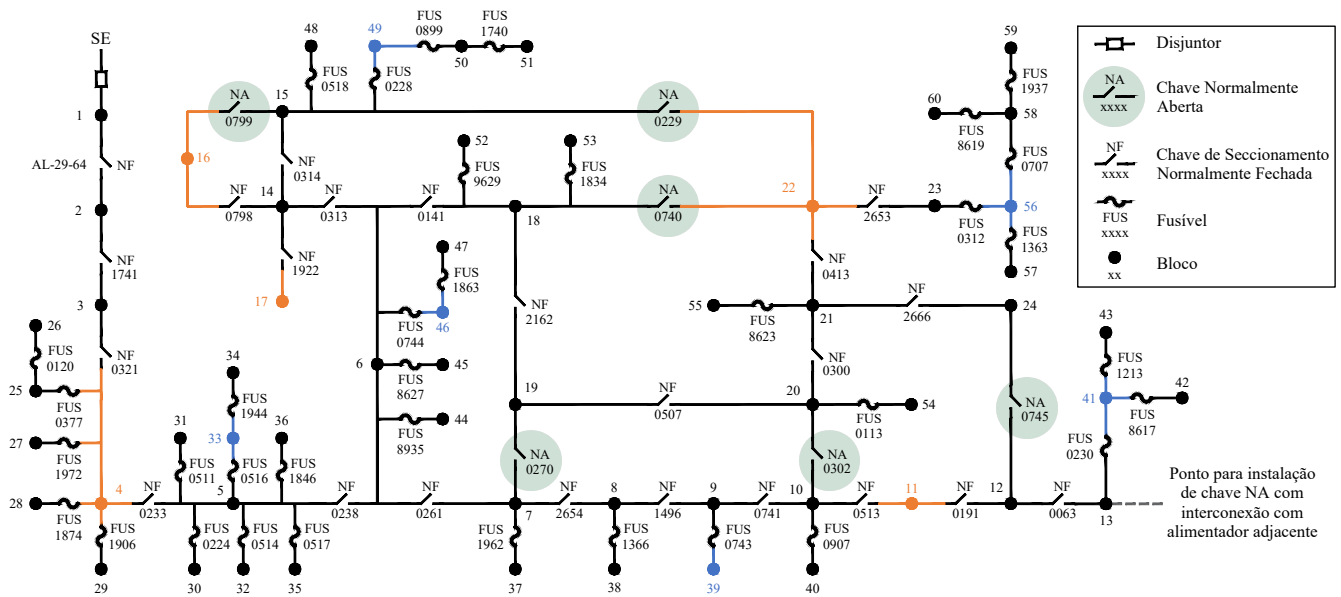 SE
1
AL-29-64
NF
2
NF
1741
3
NF
0321
26
FUS
0120
25
FUS
0377
27
FUS
1972
28
FUS
1874
4
FUS
1906
29
NF
0233
31
FUS
0511
FUS
0224
30
34
FUS
1944
33
FUS
0516
5
FUS
0514
32
36
FUS
1846
FUS
0517
35
NF
0238
NA
0799
16
NF
0798
15
NF
0314
14
NF
0313
NF
1922
17
48
FUS
0518
49
FUS
0228
FUS
0899
50
FUS
1740
51
NF
0141
52
FUS
9629
18
53
FUS
1834
NA
0229
NA
0740
22
47
FUS
1863
46
FUS
0744
6
FUS
8627
45
FUS
8935
44
NF
2162
19
NF
0507
NA
0270
NF
0261
7
FUS
1962
37
NF
2654
8
FUS
1366
38
NF
1496
9
FUS
0743
39
NF
0741
10
FUS
0907
40
NF
0513
11
NF
0191
12
NF
0063
13
NA
0302
20
FUS
0113
54
NF
0300
21
55
FUS
8623
NF
0413
NF
2666
24
NA
0745
NF
2653
23
FUS
0312
56
FUS
1363
57
FUS
0707
58
60
FUS
8619
FUS
1937
59
43
FUS
1213
41
FUS
8617
42
FUS
0230
Ponto para instalação
de chave NA com
interconexão com
alimentador adjacente
Disjuntor
NA
xxxx
Chave Normalmente
Aberta
NF
xxxx
Chave de Seccionamento
Normalmente Fechada
FUS
xxxx
Fusível
xx
Bloco